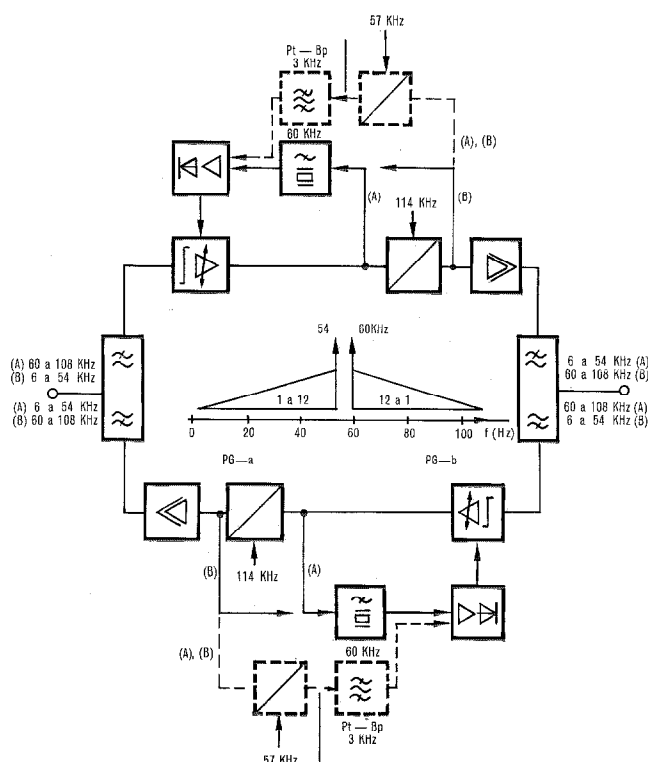 57 KHz
Pt — Bp
3 KHz
60 KHz
(A), (B)
(A)
(B)
114 KHz
(A) 60 a 108 KHz
(B) 6 a 54 KHz
(A) 6 a 54 KHz
(B) 60 a 108 KHz
54
60KHz
1 a 12
12 a 1
0
20
40
60
80
100
f (Hz)
PG—a
PG—b
6 a 54 KHz (A)
60 a 108 KHz (B)
60 a 108 KHz (A)
6 a 54 KHz (B)
(B)
114 KHz
(A)
(A), (B)
60 KHz
Pt — Bp
3 KHz
57 KHz